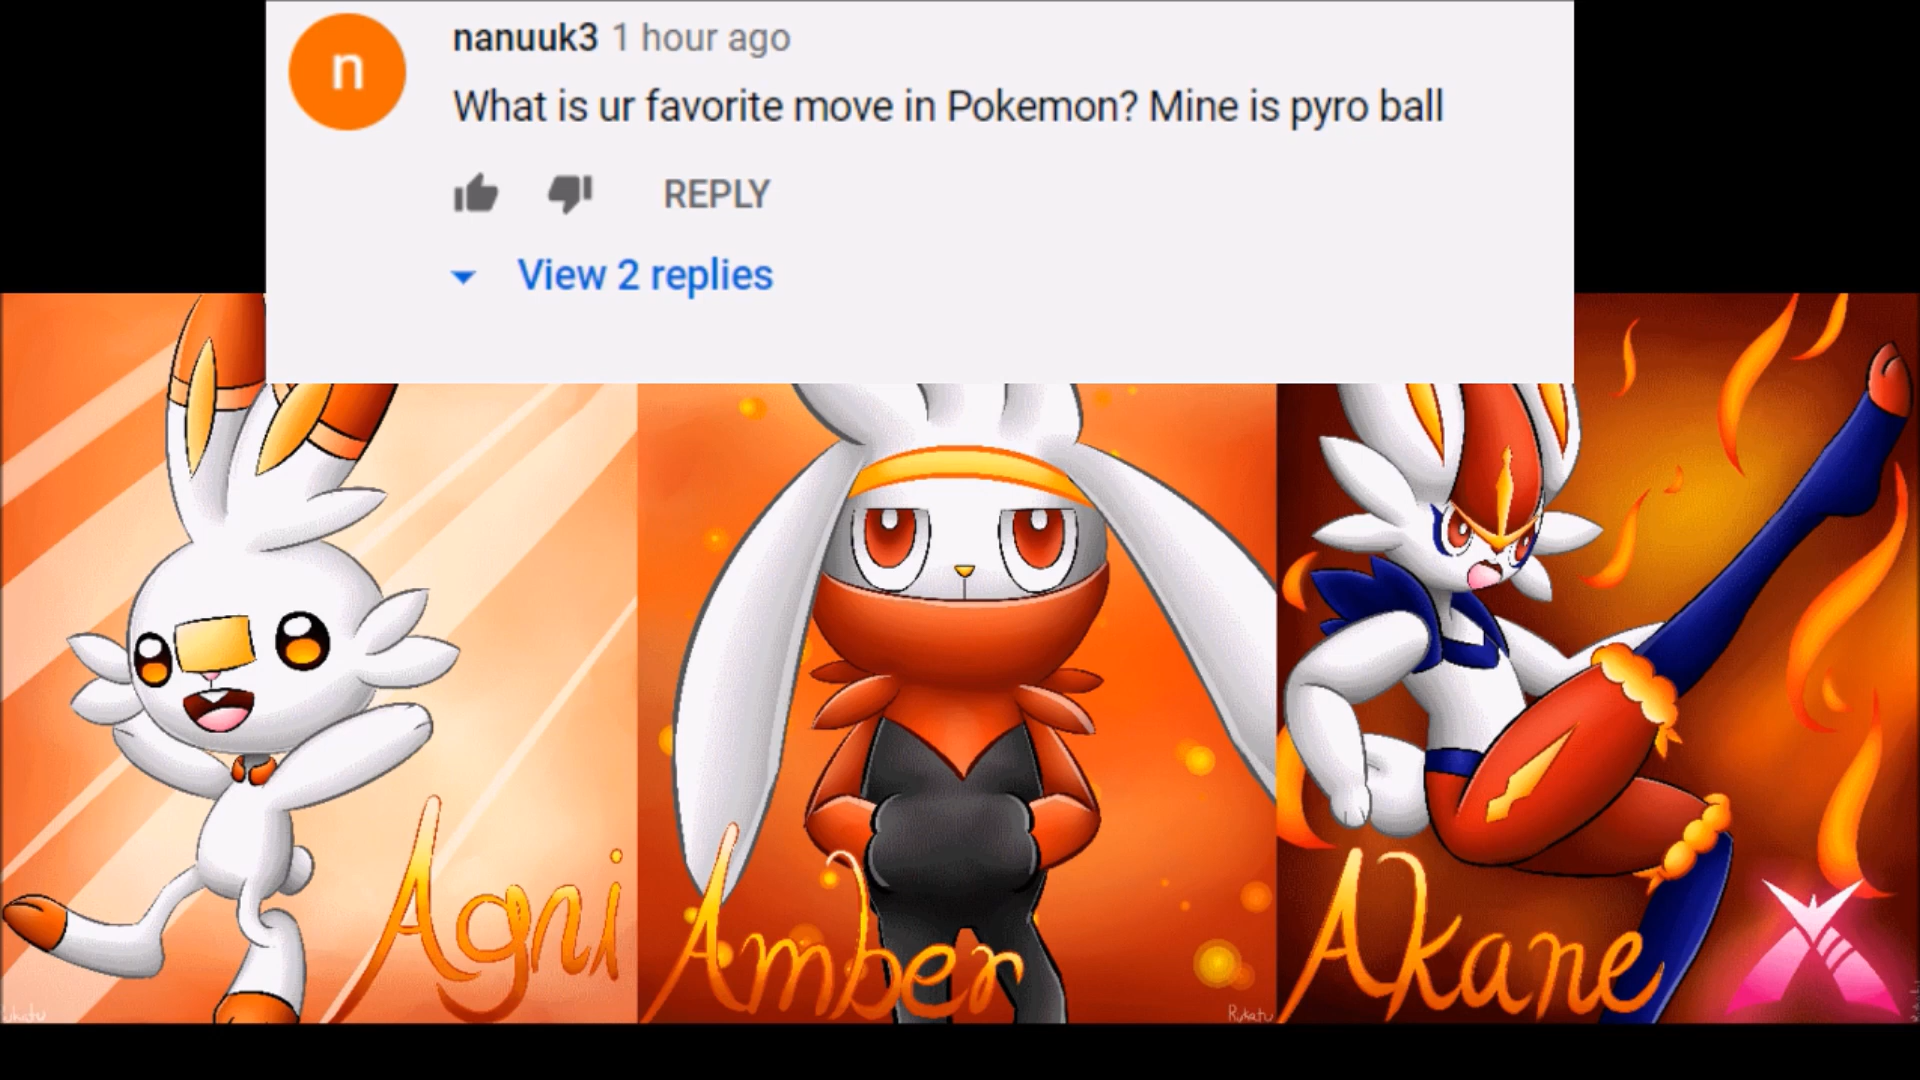 n
nanuuk3 1 hour ago
What is ur favorite move in Pokemon? Mine is pyro ball
REPLY
View 2 replies
Agni
Amber
Akane
Rukatu